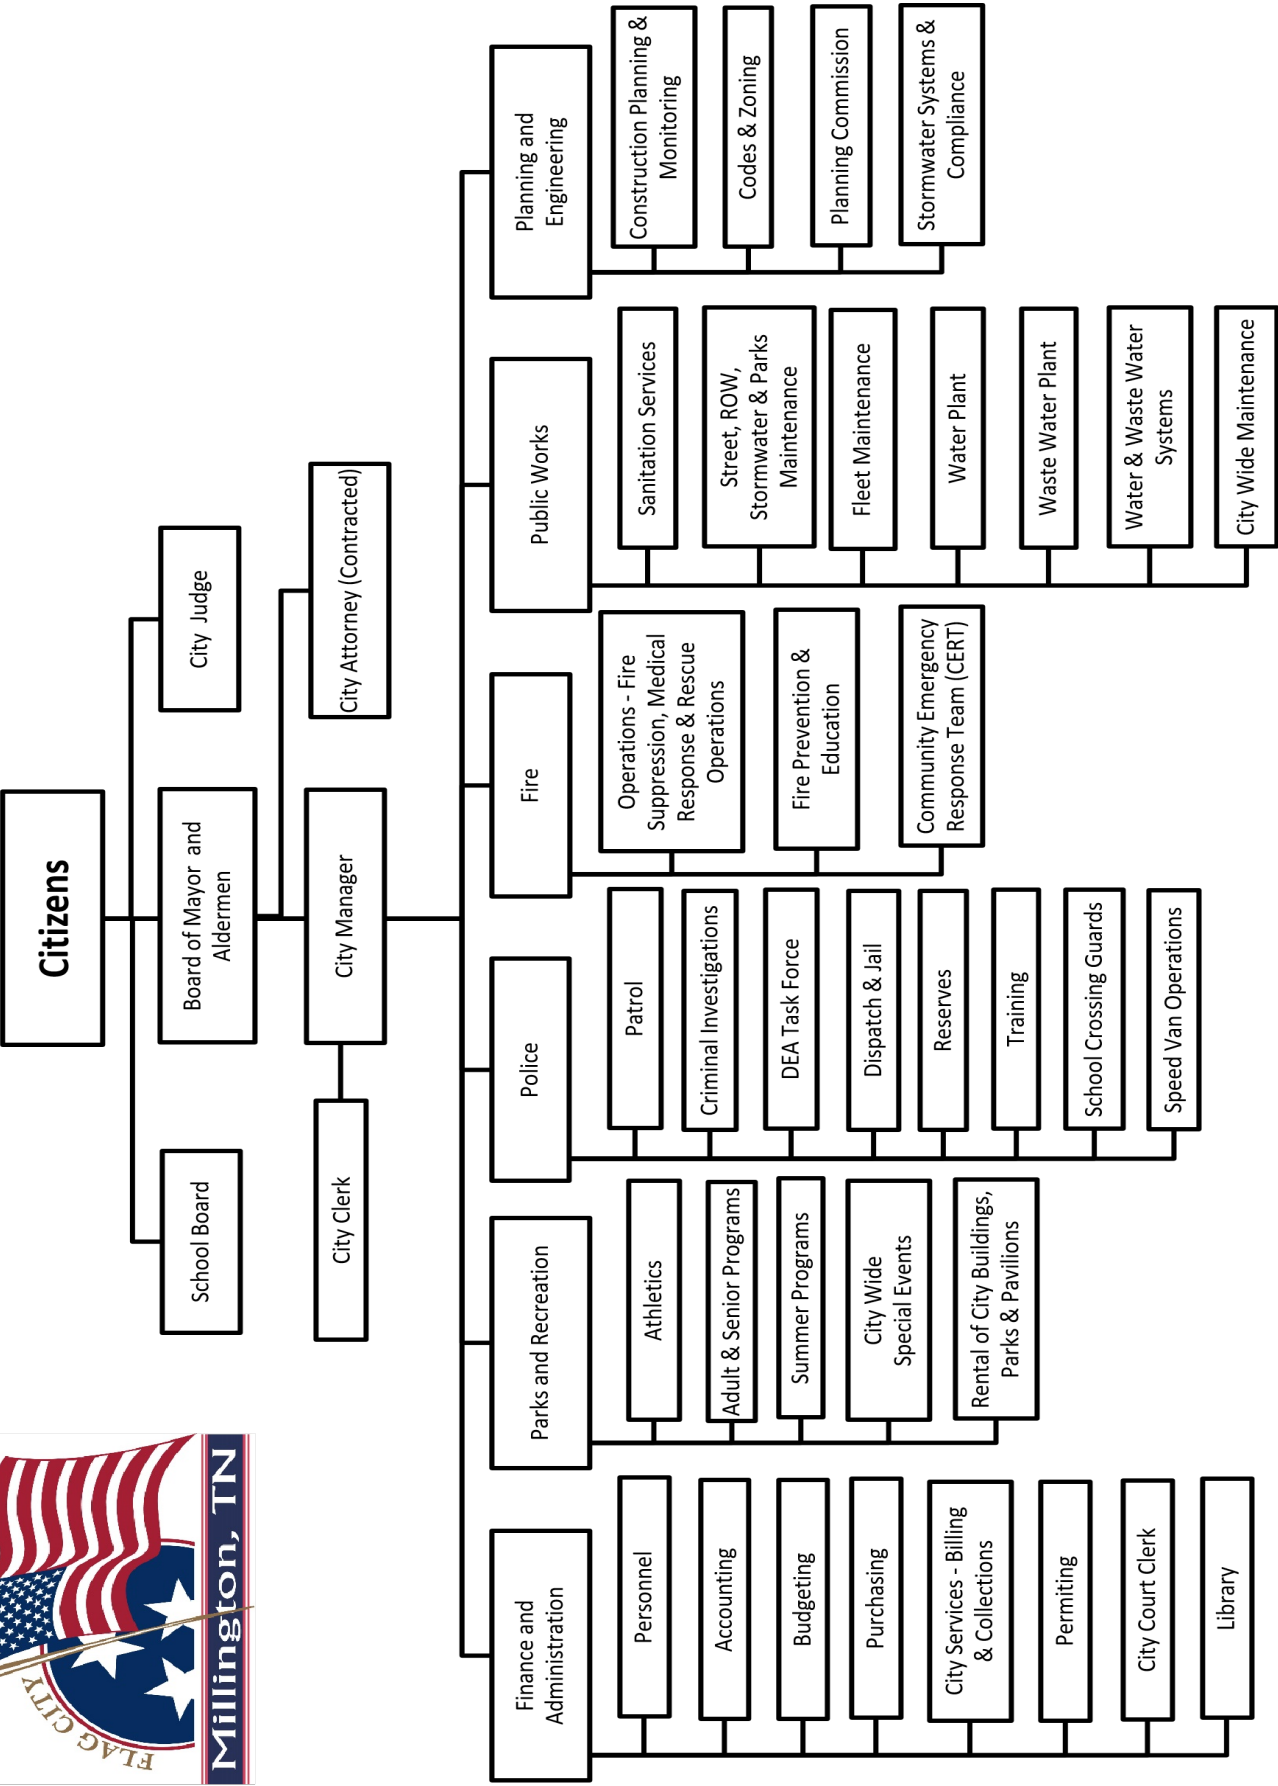 FLAG CITY
Millington, TN
Citizens
School Board
Board of Mayor and
Aldermen
City Judge
City Clerk
City Manager
City Attorney (Contracted)
Finance and
Administration
Personnel
Accounting
Budgeting
Purchasing
City Services - Billing
& Collections
Permiting
City Court Clerk
Library
Parks and Recreation
Athletics
Adult & Senior Programs
Summer Programs
City Wide
Special Events
Rental of City Buildings,
Parks & Pavilions
Police
Patrol
Criminal Investigations
DEA Task Force
Dispatch & Jail
Reserves
Training
School Crossing Guards
Speed Van Operations
Fire
Operations - Fire
Suppression, Medical
Response & Rescue
Operations
Fire Prevention &
Education
Community Emergency
Response Team (CERT)
Public Works
Sanitation Services
Street, ROW,
Stormwater & Parks
Maintenance
Fleet Maintenance
Water Plant
Waste Water Plant
Water & Waste Water
Systems
City Wide Maintenance
Planning and
Engineering
Construction Planning &
Monitoring
Codes & Zoning
Planning Commission
Stormwater Systems &
Compliance